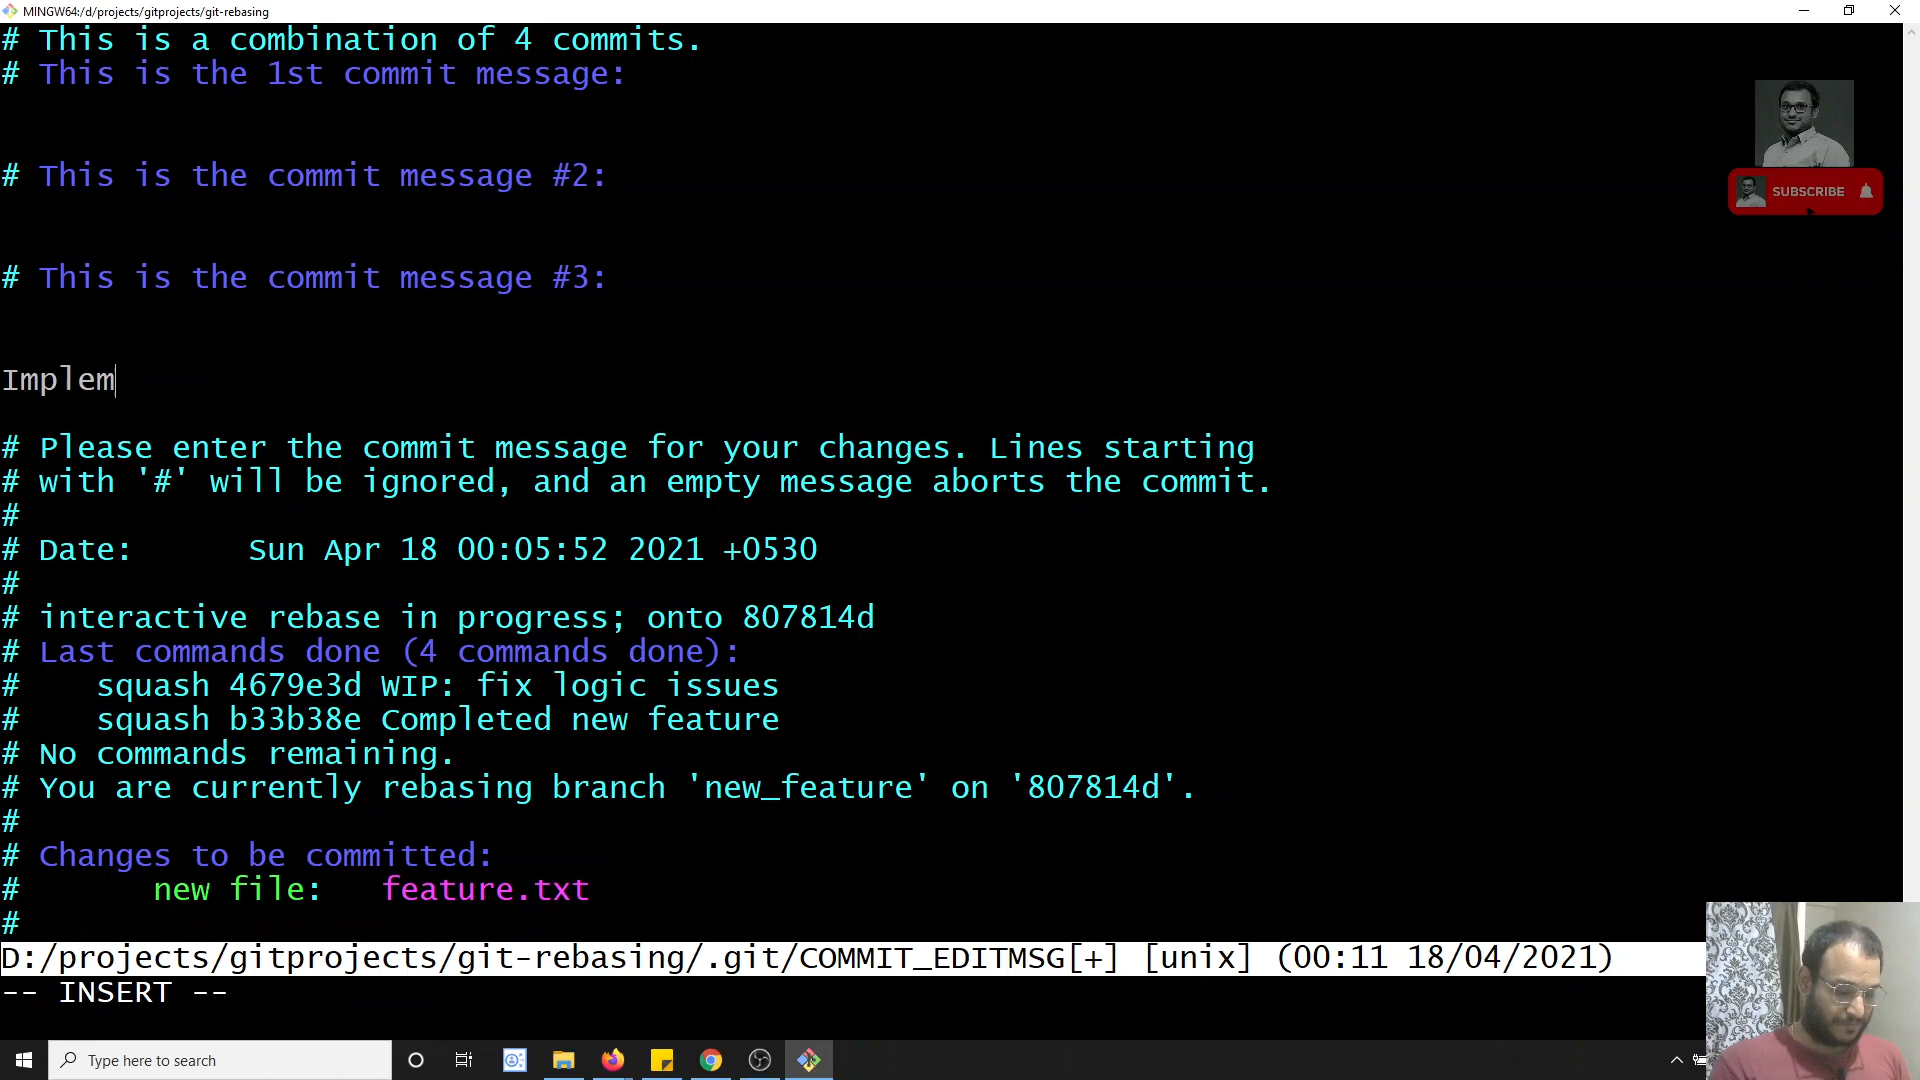 MINGW64:/d/projects/gitprojects/git-rebasing
# This is a combination of 4 commits.
# This is the 1st commit message:
# This is the commit message #2:
# This is the commit message #3:
Implem
# Please enter the commit message for your changes. Lines starting
# with '#' will be ignored, and an empty message aborts the commit.
#
# Date:      Sun Apr 18 00:05:52 2021 +0530
#
# interactive rebase in progress; onto 807814d
# Last commands done (4 commands done):
#    squash 4679e3d WIP: fix logic issues
#    squash b33b38e Completed new feature
# No commands remaining.
# You are currently rebasing branch 'new_feature' on '807814d'.
#
# Changes to be committed:
#       new file:   feature.txt
#
D:/projects/gitprojects/git-rebasing/.git/COMMIT_EDITMSG[+] [unix] (00:11 18/04/2021)
-- INSERT --
SUBSCRIBE
Type here to search